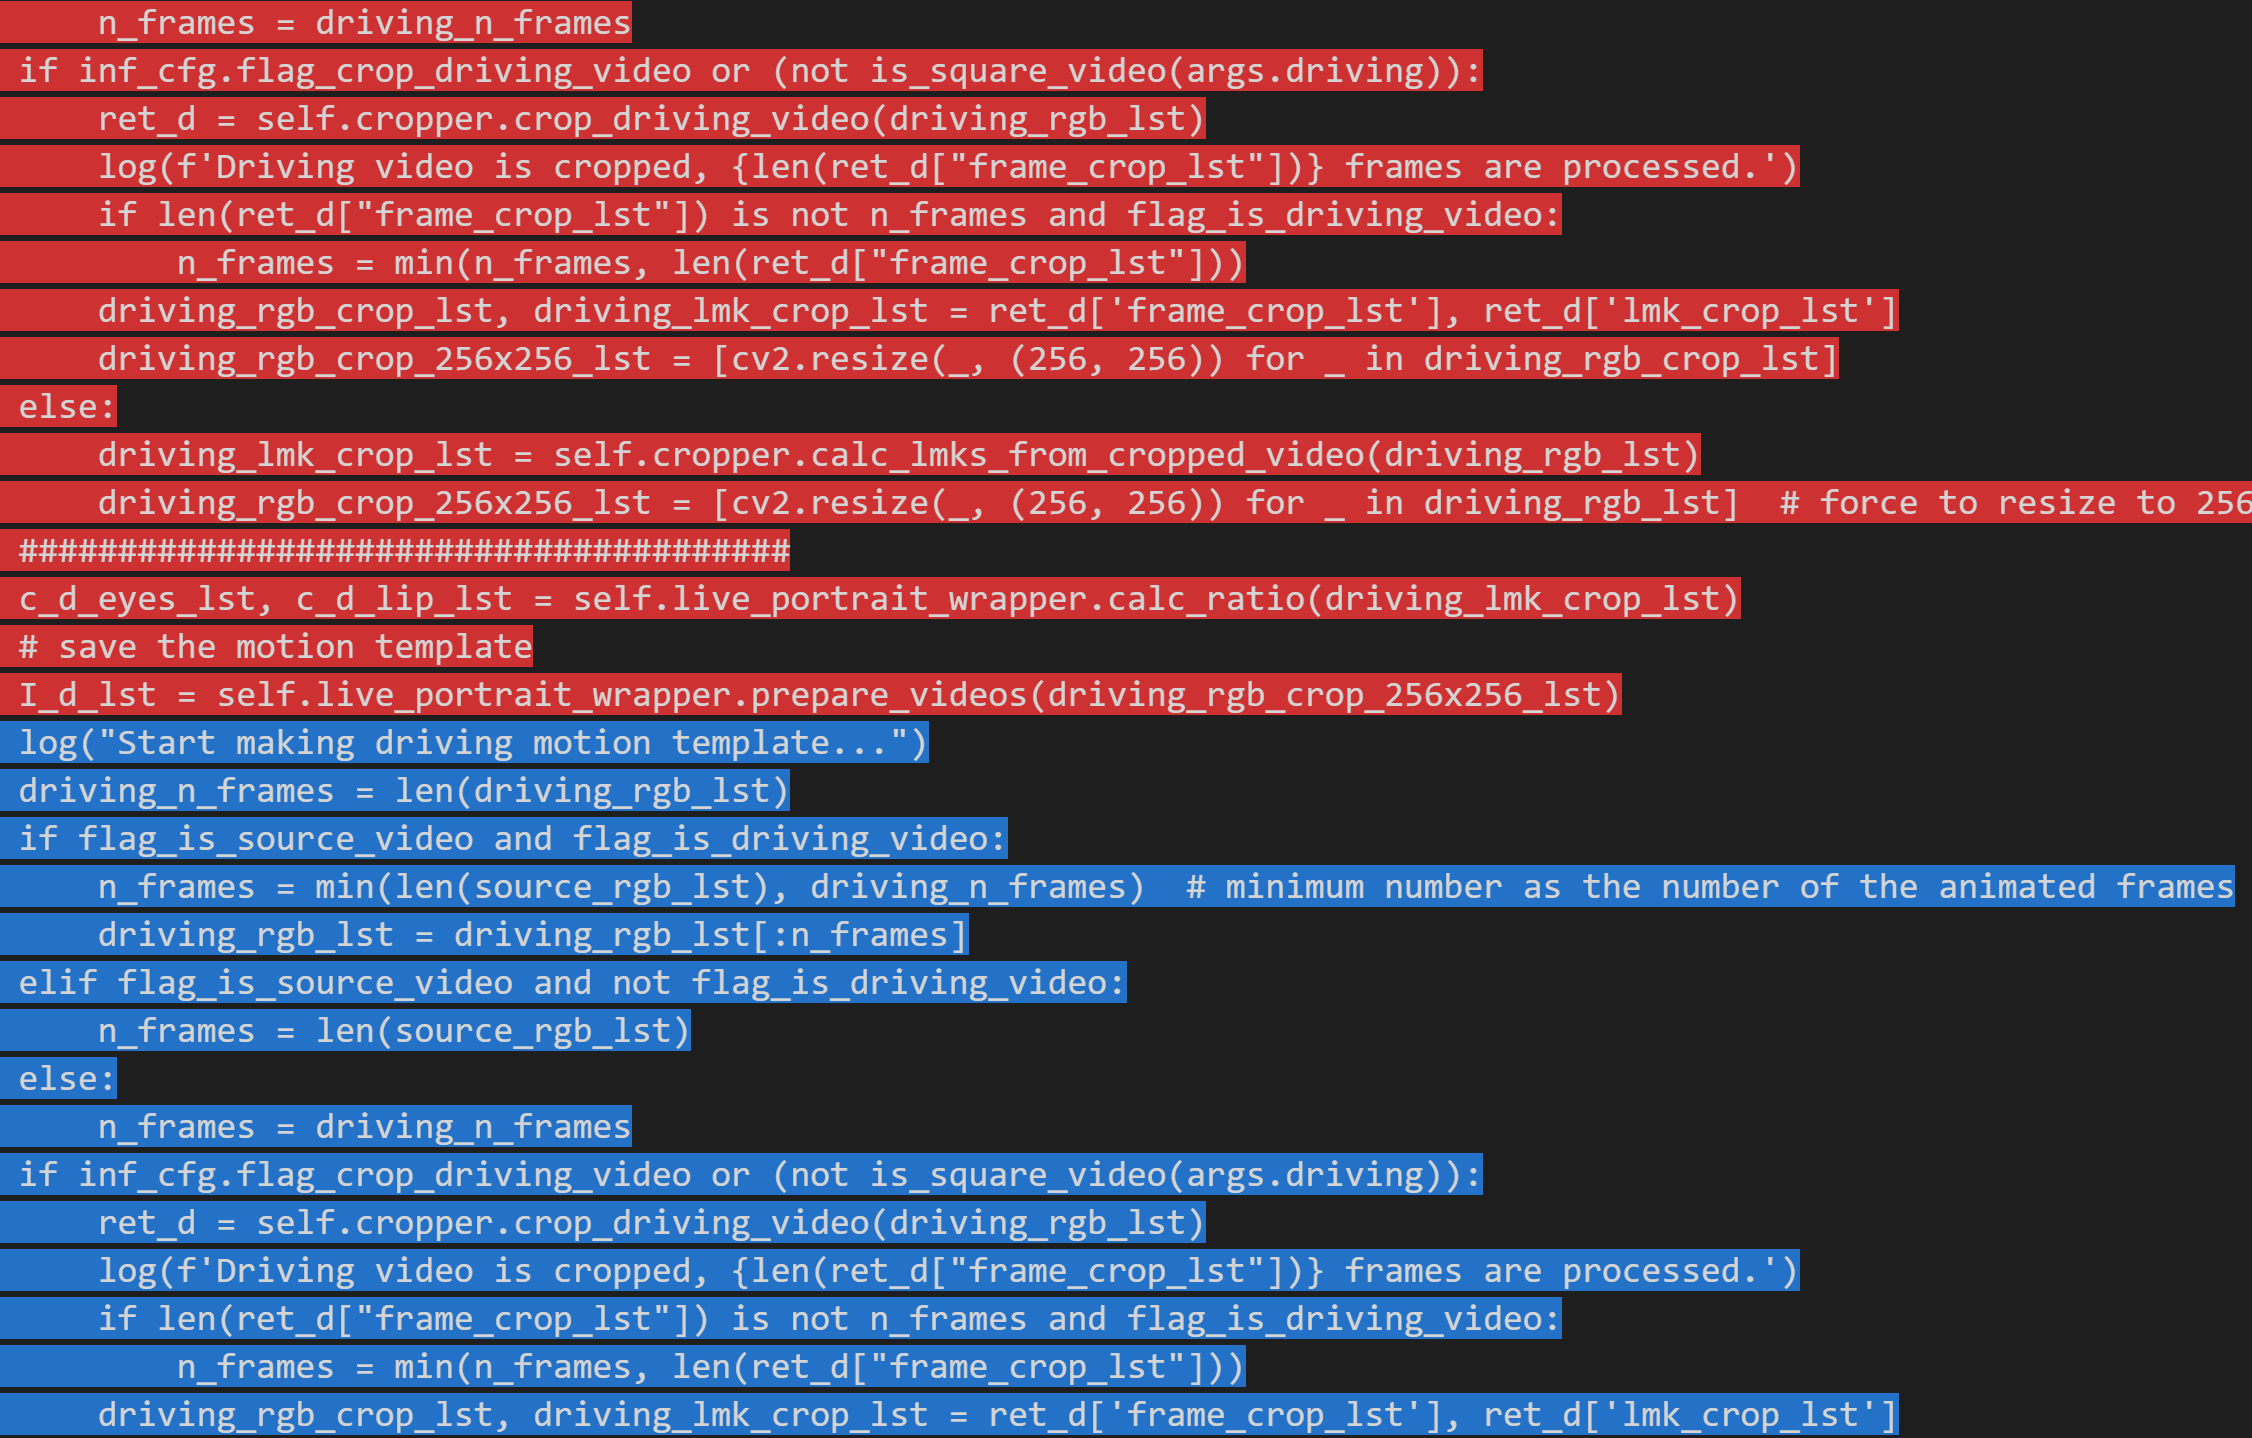 n_frames = driving_n_frames
if inf_cfg.flag_crop_driving_video or (not is_square_video(args.driving)):
    ret_d = self.cropper.crop_driving_video(driving_rgb_lst)
    log(f'Driving video is cropped, {len(ret_d["frame_crop_lst"])} frames are processed.')
    if len(ret_d["frame_crop_lst"]) is not n_frames and flag_is_driving_video:
        n_frames = min(n_frames, len(ret_d["frame_crop_lst"]))
    driving_rgb_crop_lst, driving_lmk_crop_lst = ret_d['frame_crop_lst'], ret_d['lmk_crop_lst']
    driving_rgb_crop_256x256_lst = [cv2.resize(_, (256, 256)) for _ in driving_rgb_crop_lst]
else:
    driving_lmk_crop_lst = self.cropper.calc_lmks_from_cropped_video(driving_rgb_lst)
    driving_rgb_crop_256x256_lst = [cv2.resize(_, (256, 256)) for _ in driving_rgb_lst]  # force to resize to 256
#######################################
c_d_eyes_lst, c_d_lip_lst = self.live_portrait_wrapper.calc_ratio(driving_lmk_crop_lst)
# save the motion template
I_d_lst = self.live_portrait_wrapper.prepare_videos(driving_rgb_crop_256x256_lst)
log("Start making driving motion template...")
driving_n_frames = len(driving_rgb_lst)
if flag_is_source_video and flag_is_driving_video:
    n_frames = min(len(source_rgb_lst), driving_n_frames)  # minimum number as the number of the animated frames
    driving_rgb_lst = driving_rgb_lst[:n_frames]
elif flag_is_source_video and not flag_is_driving_video:
    n_frames = len(source_rgb_lst)
else:
    n_frames = driving_n_frames
if inf_cfg.flag_crop_driving_video or (not is_square_video(args.driving)):
    ret_d = self.cropper.crop_driving_video(driving_rgb_lst)
    log(f'Driving video is cropped, {len(ret_d["frame_crop_lst"])} frames are processed.')
    if len(ret_d["frame_crop_lst"]) is not n_frames and flag_is_driving_video:
        n_frames = min(n_frames, len(ret_d["frame_crop_lst"]))
    driving_rgb_crop_lst, driving_lmk_crop_lst = ret_d['frame_crop_lst'], ret_d['lmk_crop_lst']